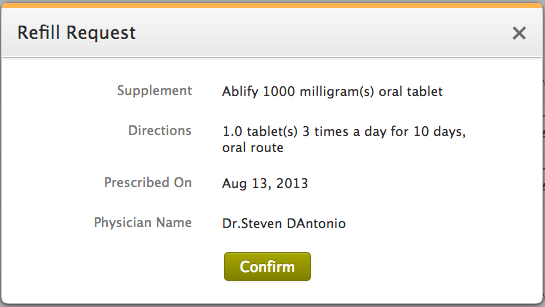 Refill Request
Supplement Ablify 1000 milligram(s) oral tablet
Directions 1.0 tablet(s) 3 times a day for 10 days,
oral route
Prescribed On Aug 13, 2013
Physician Name Dr.Steven DAntonio
Confirm